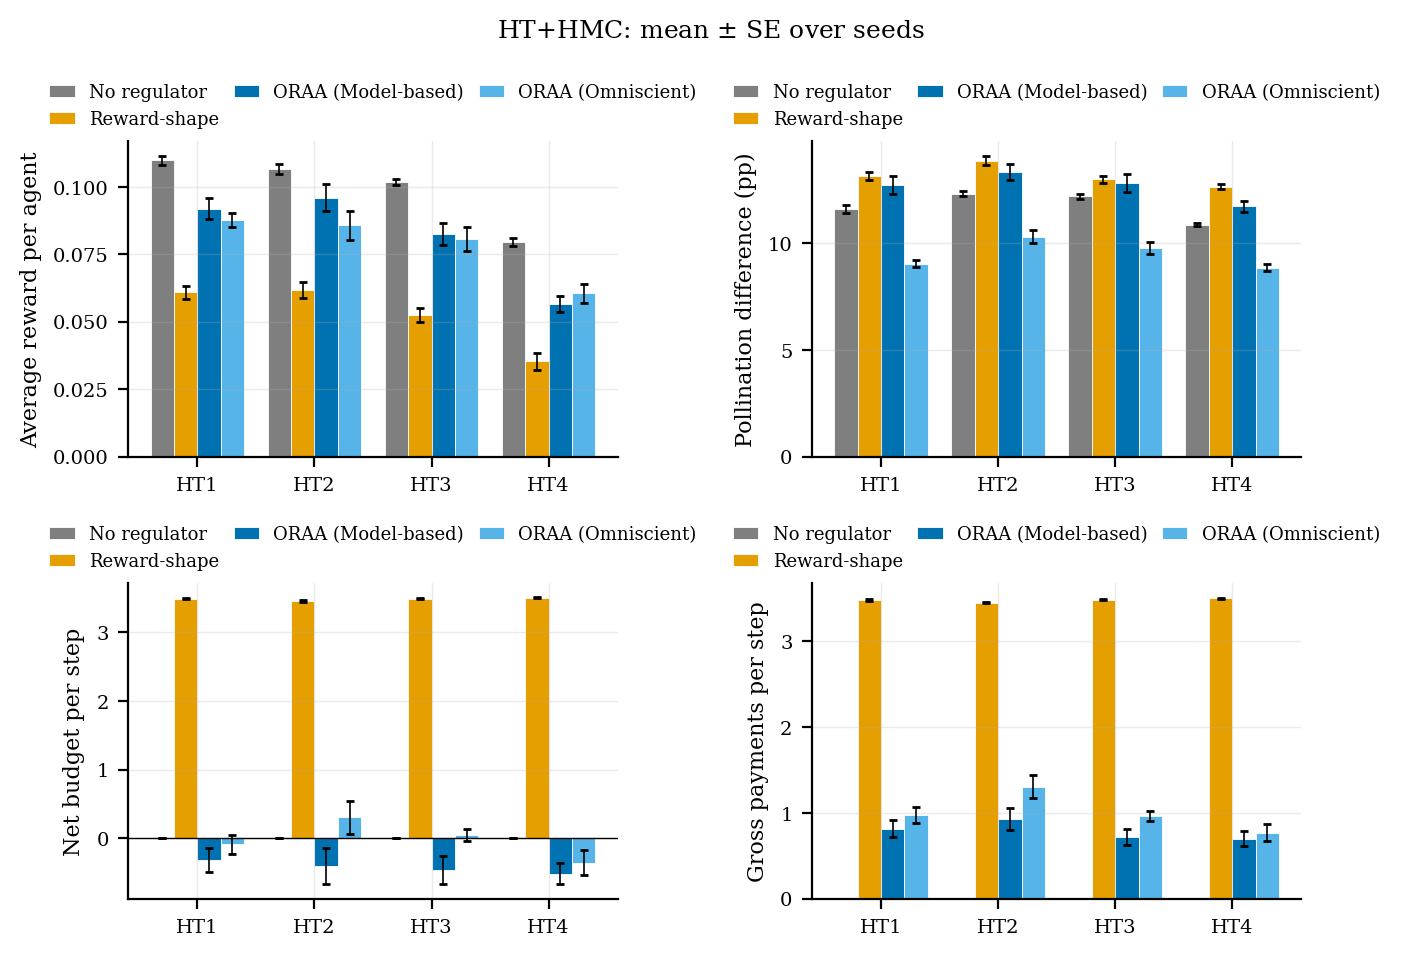 HT+HMC: mean ± SE over seeds
No regulator ORAA (Model-based) ORAA (Omniscient)
Reward-shape
Average reward per agent
0.100
0.075
0.050
0.025
0.000
HT1 HT2 HT3 HT4
No regulator ORAA (Model-based) ORAA (Omniscient)
Reward-shape
Pollination difference (pp)
10
5
0
HT1 HT2 HT3 HT4
No regulator ORAA (Model-based) ORAA (Omniscient)
Reward-shape
Net budget per step
3
2
1
0
HT1 HT2 HT3 HT4
No regulator ORAA (Model-based) ORAA (Omniscient)
Reward-shape
Gross payments per step
3
2
1
0
HT1 HT2 HT3 HT4